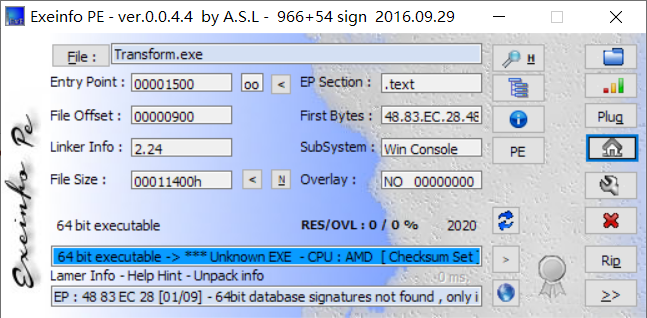 Exeinfo PE - ver.0.0.4.4 by A.S.L - 966+54 sign 2016.09.29
File : Transform.exe H
Entry Point : 00001500 oo < EP Section : .text
File Offset : 00000900 First Bytes : 48.83.EC.28.48 Plug
Linker Info : 2.24 SubSystem : Win Console PE
File Size : 00011400h < N Overlay : NO 00000000
64 bit executable RES/OVL : 0 / 0 % 2020
64 bit executable -> *** Unknown EXE - CPU : AMD [ Checksum Set > Rip
Lamer Info - Help Hint - Unpack info -0 ms.
EP : 48 83 EC 28 [01/09] - 64bit database signatures not found , only i >>
Exeinfo Pe